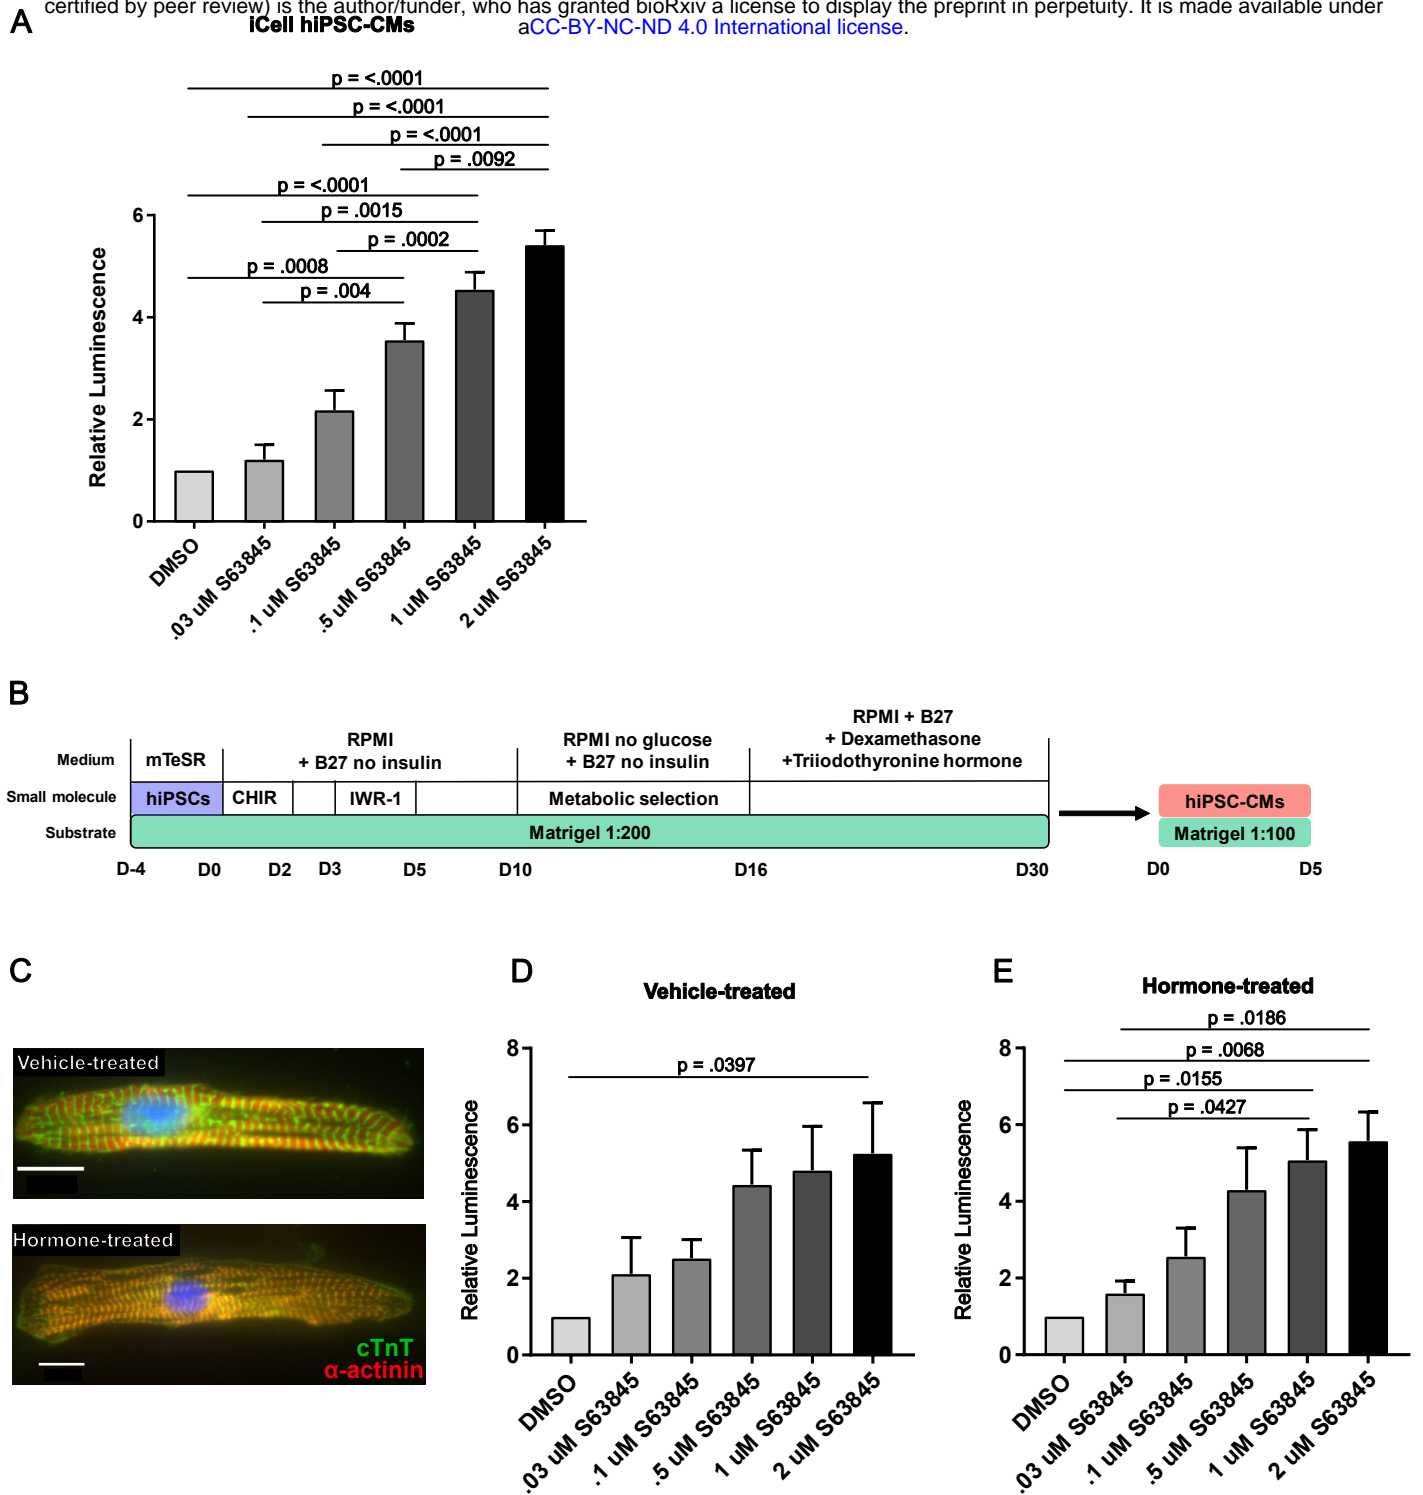 certified by peer review) is the author/funder, who has granted bioRxiv a license to display the preprint in perpetuity. It is made available under
aCC-BY-NC-ND 4.0 International license.
A
iCell hiPSC-CMs
p = <.0001
p = <.0001
p = <.0001
p = .0092
p = <.0001
p = .0015
p = .0002
p = .0008
p = .004
Relative Luminescence
6
4
2
0
DMSO
.03 uM S63845
.1 uM S63845
.5 uM S63845
1 uM S63845
2 uM S63845
B
Medium
mTeSR
RPMI
+ B27 no insulin
RPMI no glucose
+ B27 no insulin
RPMI + B27
+ Dexamethasone
+Triiodothyronine hormone
Small molecule
hiPSCs
CHIR
IWR-1
Metabolic selection
Substrate
Matrigel 1:200
D-4
D0
D2
D3
D5
D10
D16
D30
hiPSC-CMs
Matrigel 1:100
D0
D5
C
Vehicle-treated
Hormone-treated
cTnT
α-actinin
D
Vehicle-treated
p = .0397
Relative Luminescence
8
6
4
2
0
DMSO
.03 uM S63845
.1 uM S63845
.5 uM S63845
1 uM S63845
2 uM S63845
E
Hormone-treated
p = .0186
p = .0068
p = .0155
p = .0427
Relative Luminescence
8
6
4
2
0
DMSO
.03 uM S63845
.1 uM S63845
.5 uM S63845
1 uM S63845
2 uM S63845